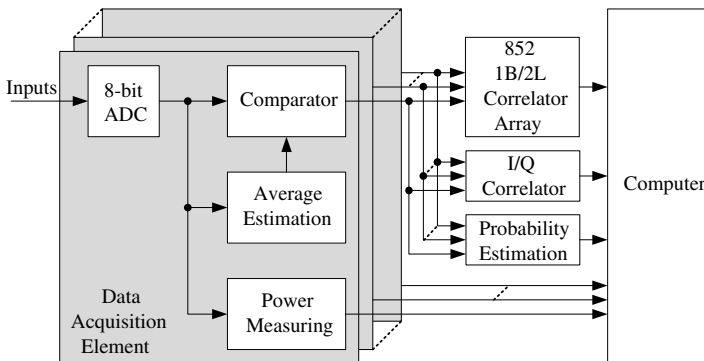 Inputs
8-bit
ADC
Comparator
Average
Estimation
Power
Measuring
Data
Acquisition
Element
852
1B/2L
Correlator
Array
I/Q
Correlator
Probability
Estimation
Computer